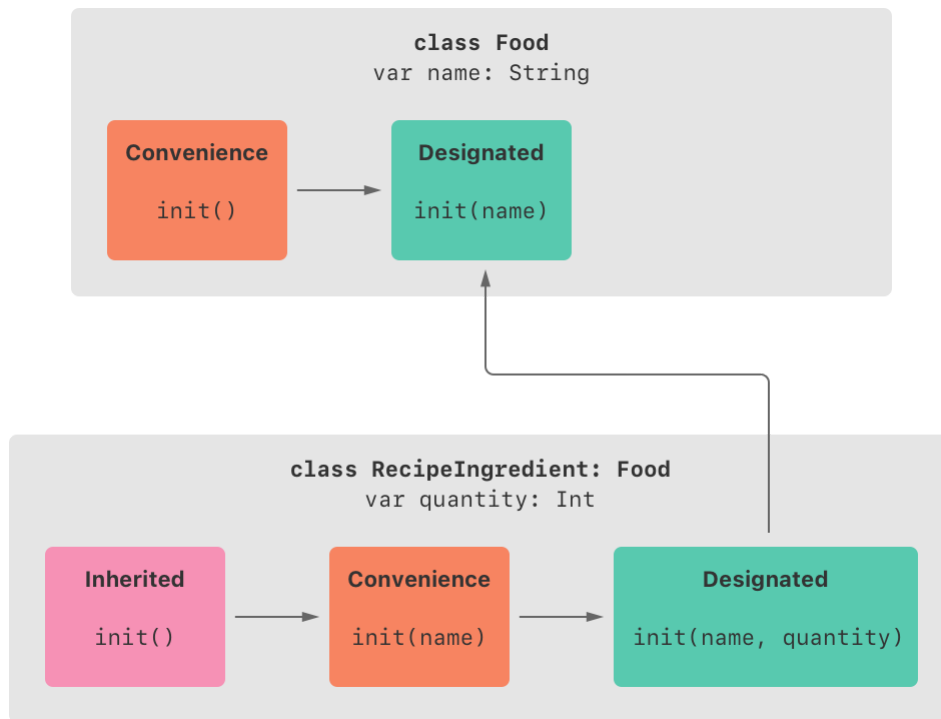 class Food
var name: String
Convenience
init()
Designated
init(name)
class RecipeIngredient: Food
var quantity: Int
Inherited
init()
Convenience
init(name)
Designated
init(name, quantity)